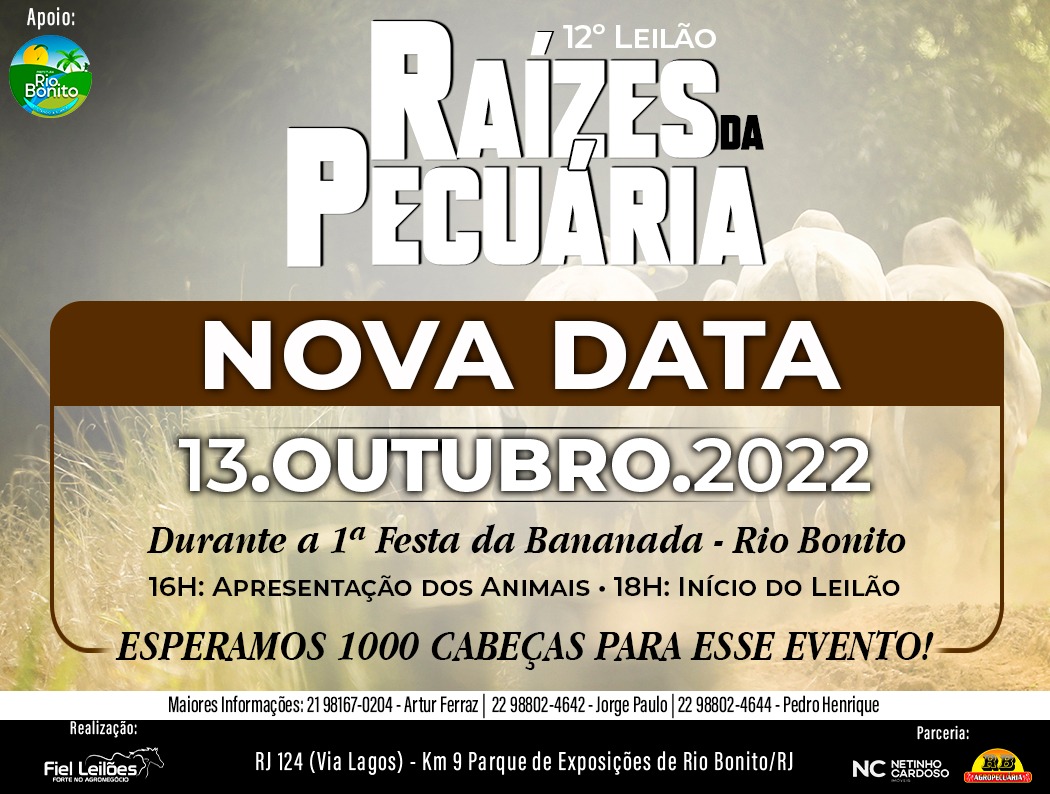 Apoio:
Rio
Bonito
12º LEILÃO
RAÍZES DA
PECUÁRIA
NOVA DATA
13.OUTUBRO.2022
Durante a 1ª Festa da Bananada - Rio Bonito
16H: APRESENTAÇÃO DOS ANIMAIS • 18H: INÍCIO DO LEILÃO
ESPERAMOS 1000 CABEÇAS PARA ESSE EVENTO!
Maiores Informações: 21 98167-0204 - Artur Ferraz | 22 98802-4642 - Jorge Paulo | 22 98802-4644 - Pedro Henrique
Realização:
Fiel Leilões
FORTE NO AGRONEGÓCIO
RJ 124 (Via Lagos) - Km 9 Parque de Exposições de Rio Bonito/RJ
Parceria:
NC NETINHO
CARDOSO
IMÓVEIS
RB
AGROPECUÁRIA